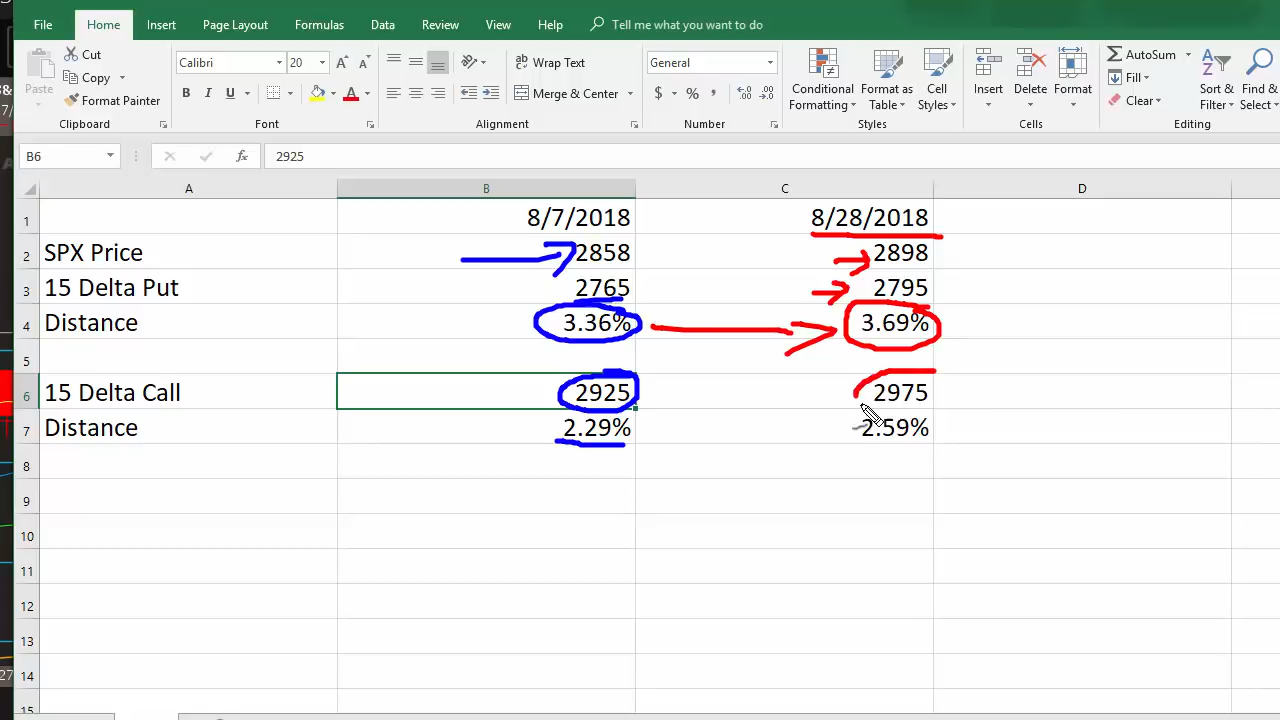 File Home Insert Page Layout Formulas Data Review View Help Tell me what you want to do
Cut
Copy
Format Painter
Paste
Clipboard
Calibri 20
B I U
Font
Wrap Text
Merge & Center
Alignment
General
$ %
Number
Conditional Formatting
Format as Table
Cell Styles
Styles
Insert Delete Format
Cells
AutoSum
Fill
Clear
Sort & Filter
Find & Select
Editing
B6 fx 2925
A B C D
1 8/7/2018 8/28/2018
2 SPX Price 2858 2898
3 15 Delta Put 2765 2795
4 Distance 3.36% 3.69%
5
6 15 Delta Call 2925 2975
7 Distance 2.29% 2.59%
8
9
10
11
12
13
14
15